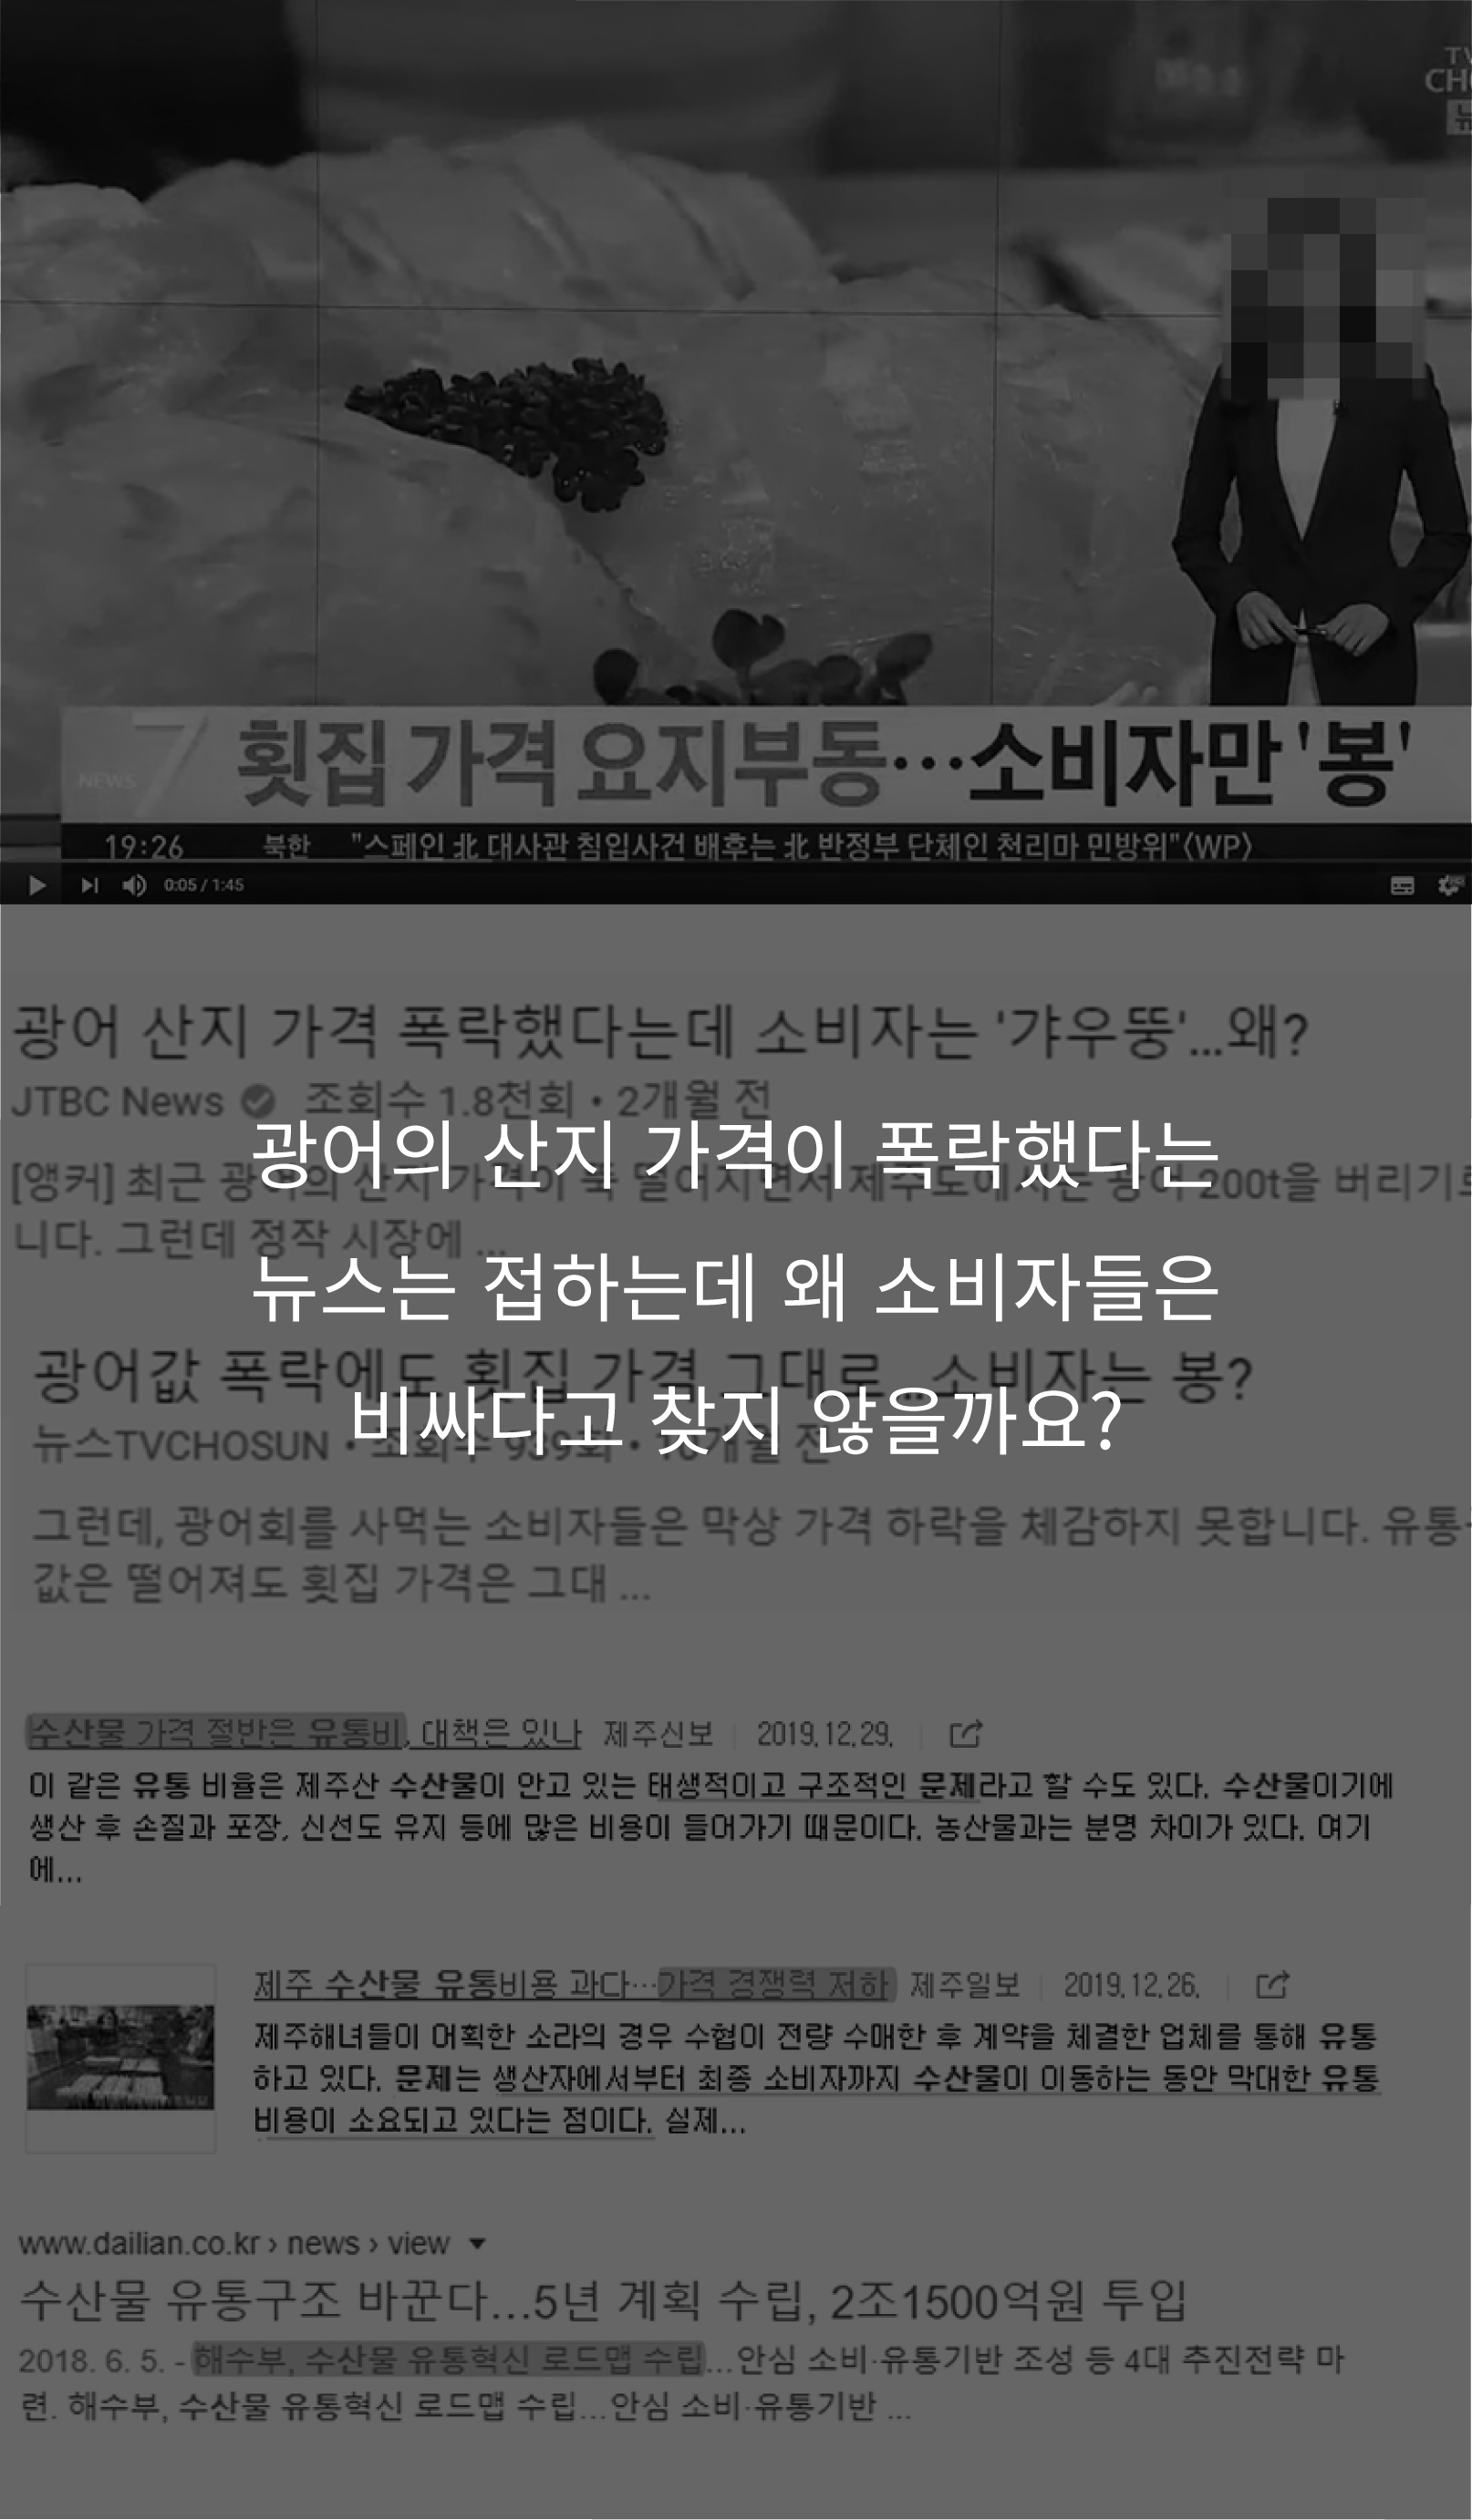 TV
CHO
뉴
NEWS 7 횟집 가격 요지부동…소비자만 '봉'
19:26 북한 "스페인 北 대사관 침입사건 배후는 北 반정부 단체인 천리마 민방위"〈WP〉
0:05 / 1:45
광어 산지 가격 폭락했다는데 소비자는 '갸우뚱'...왜?
JTBC News 조회수 1.8천회 • 2개월 전
광어의 산지 가격이 폭락했다는
[앵커] 최근 광어의 산지 가격이 뚝 떨어지면서 제주도에서는 광어 200t을 버리기로
니다. 그런데 정작 시장에 ...
뉴스는 접하는데 왜 소비자들은
광어값 폭락에도 횟집 가격 그대로...소비자는 봉?
비싸다고 찾지 않을까요?
뉴스TVCHOSUN • 조회수 939회 • 개월 전
그런데, 광어회를 사먹는 소비자들은 막상 가격 하락을 체감하지 못합니다. 유통
값은 떨어져도 횟집 가격은 그대 ...
수산물 가격 절반은 유통비, 대책은 있나 제주신보 2019.12.29.
이 같은 유통 비율은 제주산 수산물이 안고 있는 태생적이고 구조적인 문제라고 할 수도 있다. 수산물이기에
생산 후 손질과 포장, 신선도 유지 등에 많은 비용이 들어가기 때문이다. 농산물과는 분명 차이가 있다. 여기
에...
제주 수산물 유통비용 과다…가격 경쟁력 저하 제주일보 2019.12.26.
제주해녀들이 어획한 소라의 경우 수협이 전량 수매한 후 계약을 체결한 업체를 통해 유통
하고 있다. 문제는 생산자에서부터 최종 소비자까지 수산물이 이동하는 동안 막대한 유통
비용이 소요되고 있다는 점이다. 실제...
www.dailian.co.kr › news › view
수산물 유통구조 바꾼다...5년 계획 수립, 2조1500억원 투입
2018. 6. 5. - 해수부, 수산물 유통혁신 로드맵 수립...안심 소비·유통기반 조성 등 4대 추진전략 마
련. 해수부, 수산물 유통혁신 로드맵 수립...안심 소비·유통기반 ...